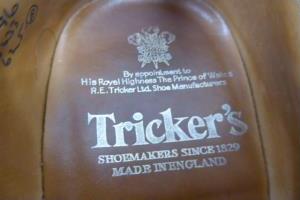 By appointment to
His Royal Highness The Prince of Wales
R.E. Tricker Ltd. Shoe Manufacturers
Tricker's
SHOEMAKERS SINCE 1829
MADE IN ENGLAND